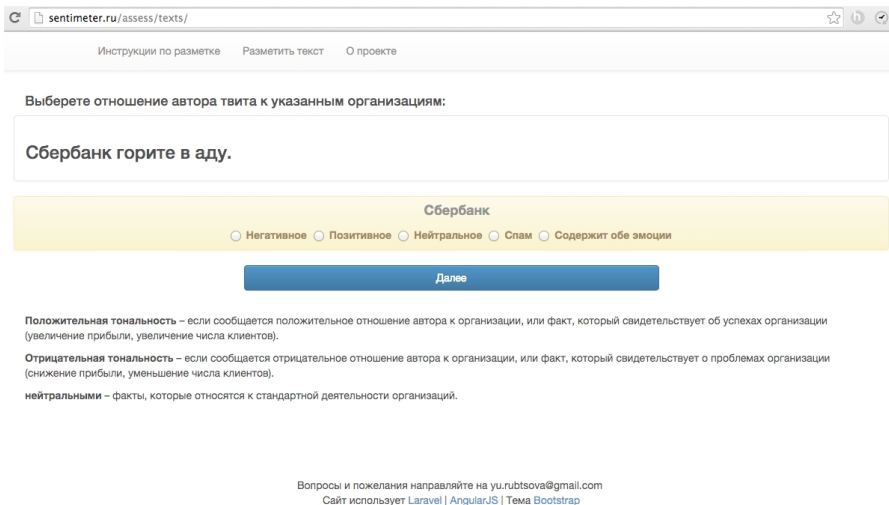 sentimeter.ru/assess/texts/
Инструкции по разметке Разметить текст О проекте
Выберете отношение автора твита к указанным организациям:
Сбербанк горите в аду.
Сбербанк
Негативное Позитивное Нейтральное Спам Содержит обе эмоции
Далее
Положительная тональность – если сообщается положительное отношение автора к организации, или факт, который свидетельствует об успехах организации
(увеличение прибыли, увеличение числа клиентов).
Отрицательная тональность – если сообщается отрицательное отношение автора к организации, или факт, который свидетельствует о проблемах организации
(снижение прибыли, уменьшение числа клиентов).
нейтральными – факты, которые относятся к стандартной деятельности организаций.
Вопросы и пожелания направляйте на yu.rubtsova@gmail.com
Сайт использует Laravel | AngularJS | Тема Bootstrap